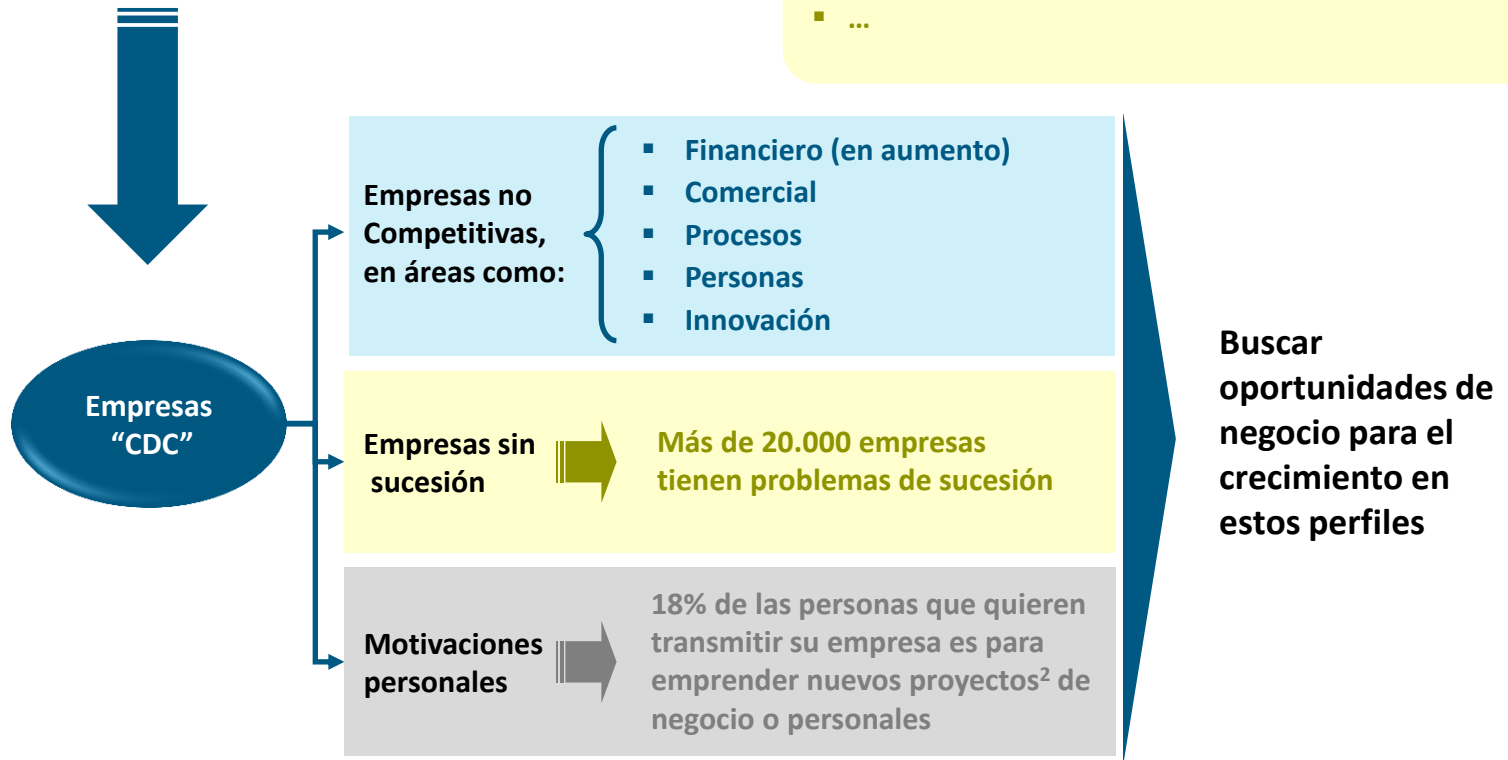 ▪ ...
Empresas no
Competitivas,
en áreas como:
▪ Financiero (en aumento)
▪ Comercial
▪ Procesos
▪ Personas
▪ Innovación
Empresas
“CDC”
Empresas sin
sucesión
Más de 20.000 empresas
tienen problemas de sucesión
Motivaciones
personales
18% de las personas que quieren
transmitir su empresa es para
emprender nuevos proyectos² de
negocio o personales
Buscar
oportunidades de
negocio para el
crecimiento en
estos perfiles